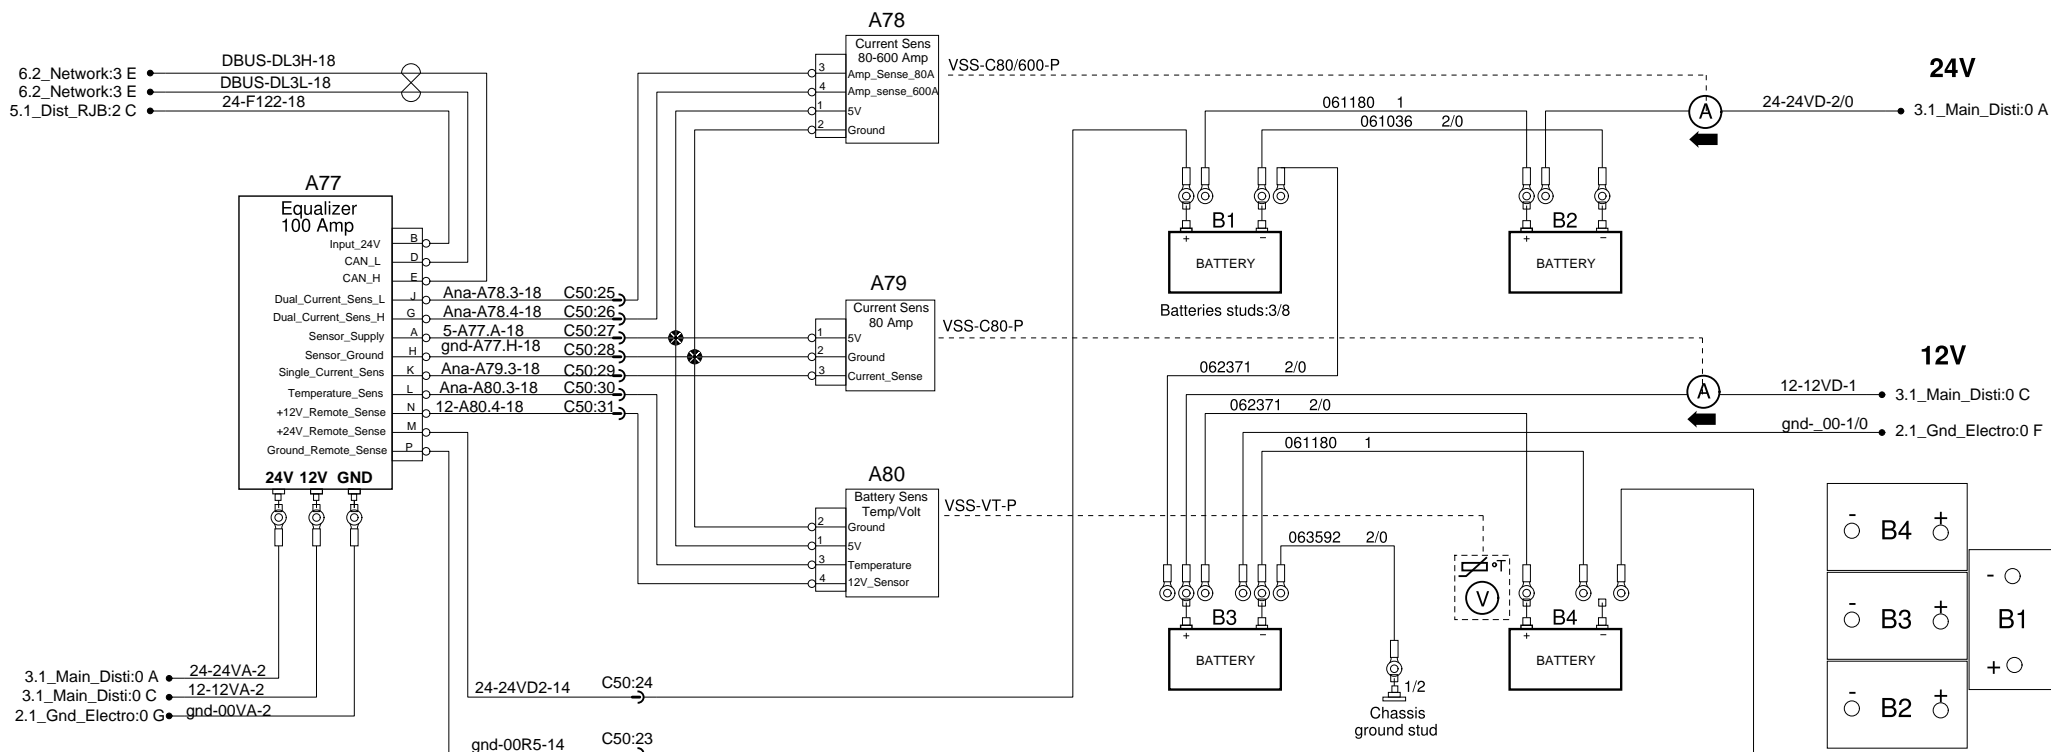 6.2_Network:3 E
6.2_Network:3 E
5.1_Dist_RJB:2 C
DBUS-DL3H-18
DBUS-DL3L-18
24-F122-18
A77
Equalizer
100 Amp
Input_24V B
CAN_L D
CAN_H E
Dual_Current_Sens_L J Ana-A78.3-18 C50:25
Dual_Current_Sens_H G Ana-A78.4-18 C50:26
Sensor_Supply A 5-A77.A-18 C50:27
Sensor_Ground H gnd-A77.H-18 C50:28
Single_Current_Sens K Ana-A79.3-18 C50:29
Temperature_Sens L Ana-A80.3-18 C50:30
+12V_Remote_Sense N 12-A80.4-18 C50:31
+24V_Remote_Sense M
Ground_Remote_Sense P
24V 12V GND
3.1_Main_Disti:0 A 24-24VA-2
3.1_Main_Disti:0 C 12-12VA-2
2.1_Gnd_Electro:0 G gnd-00VA-2
24-24VD2-14 C50:24
gnd-00R5-14 C50:23
A78
Current Sens
80-600 Amp
3 Amp_Sense_80A
4 Amp_sense_600A
1 5V
2 Ground
VSS-C80/600-P
A79
Current Sens
80 Amp
1 5V
2 Ground
3 Current_Sense
VSS-C80-P
A80
Battery Sens
Temp/Volt
2 Ground
1 5V
3 Temperature
4 12V_Sensor
VSS-VT-P
24V
061180 1
061036 2/0
A
24-24VD-2/0
3.1_Main_Disti:0 A
B1
+ -
BATTERY
Batteries studs:3/8
B2
+ -
BATTERY
12V
062371 2/0
A
12-12VD-1
3.1_Main_Disti:0 C
062371 2/0
gnd-_00-1/0
2.1_Gnd_Electro:0 F
061180 1
063592 2/0
°T
V
B3
+ -
BATTERY
B4
+ -
BATTERY
1/2
Chassis
ground stud
- B4 +
- B3 +
- B2 +
-
B1
+